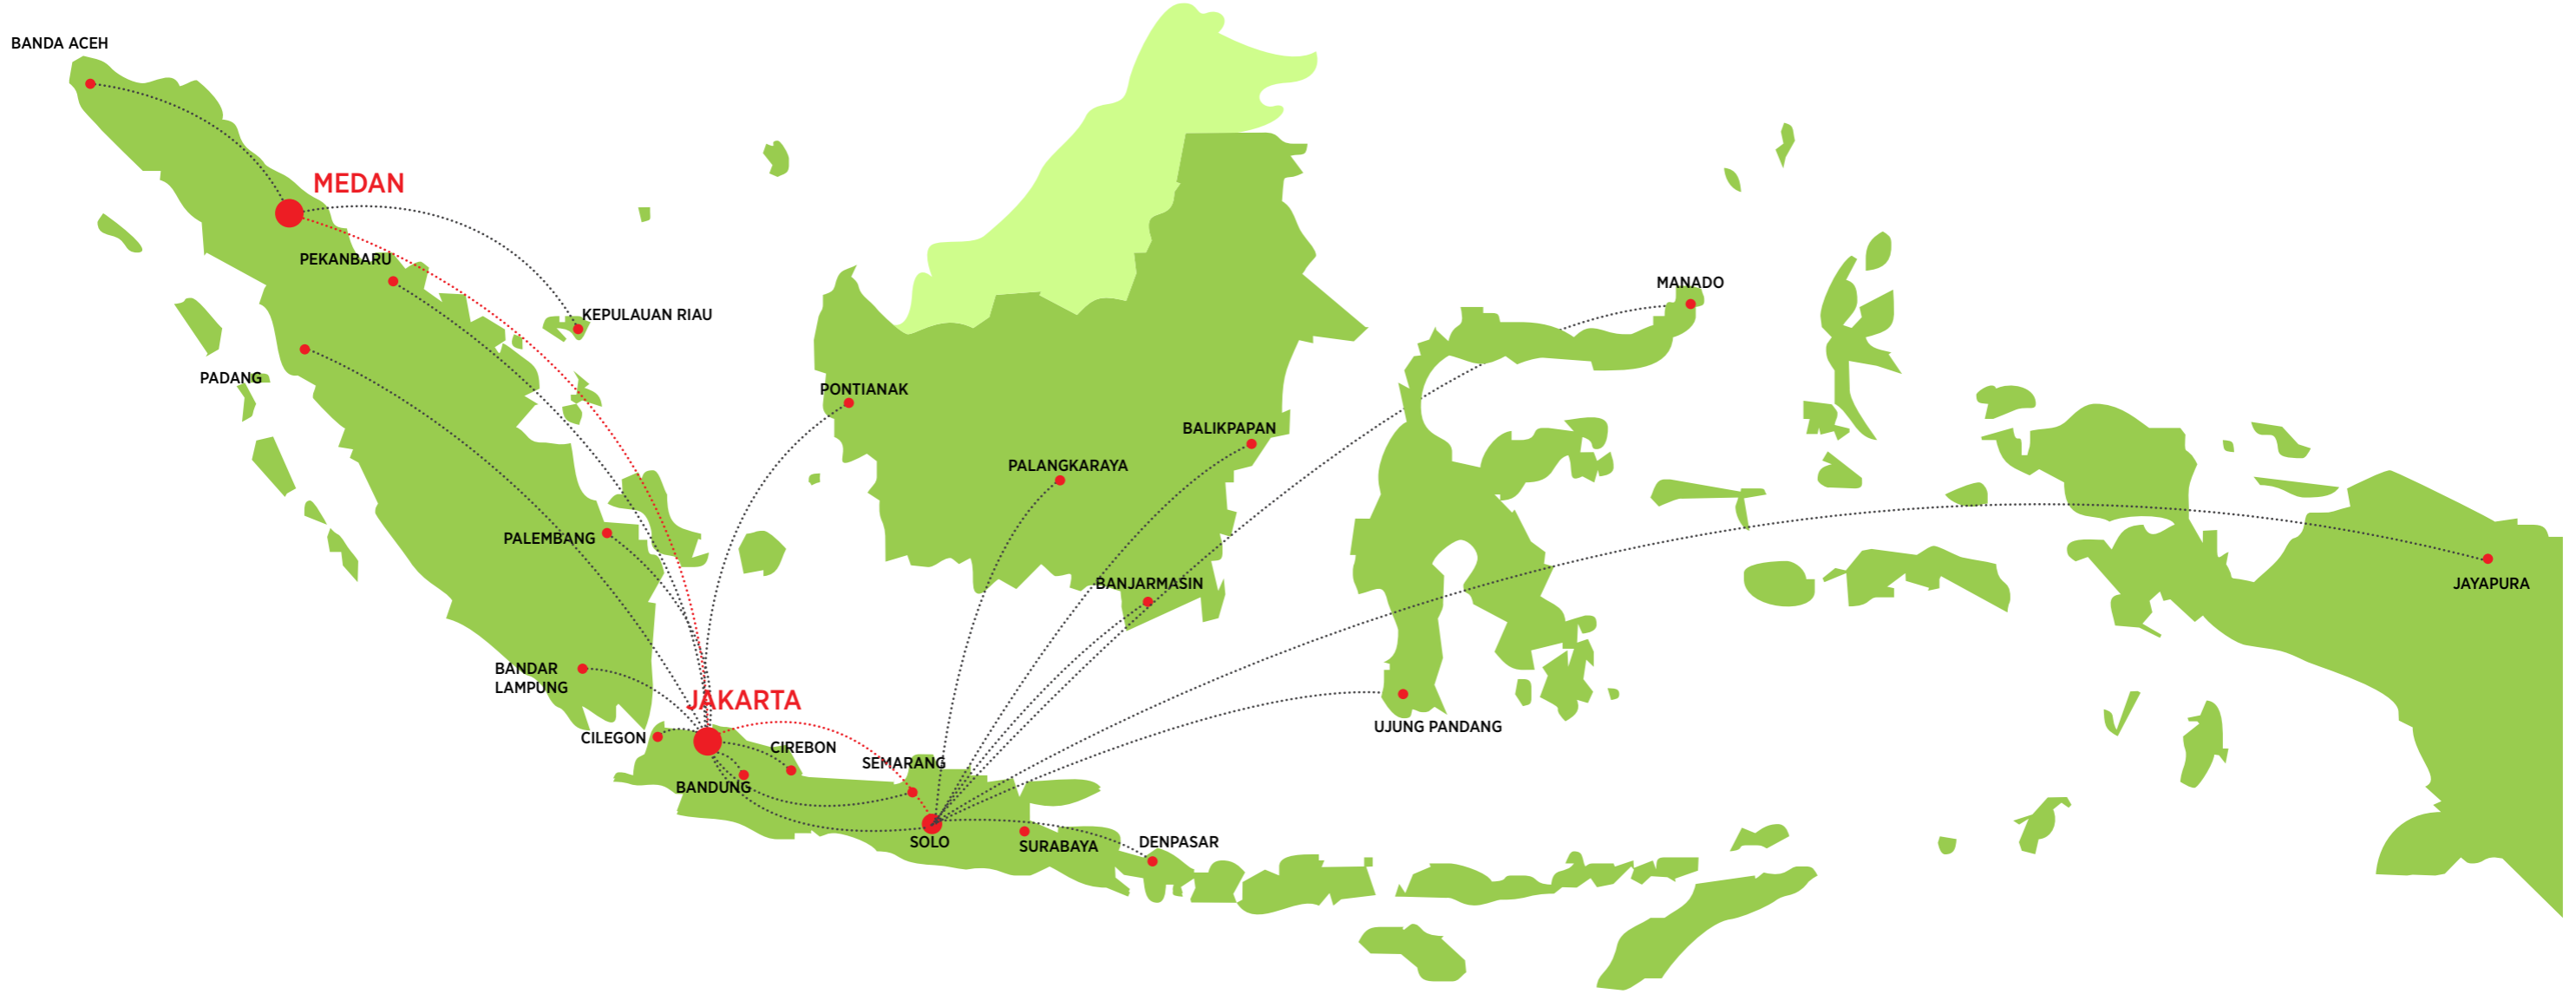 BANDA ACEH
MEDAN
PEKANBARU
MANADO
KEPULAUAN RIAU
PADANG
PONTIANAK
BALIKPAPAN
PALANGKARAYA
PALEMBANG
BANJARMASIN
JAYAPURA
BANDAR
LAMPUNG
JAKARTA
UJUNG PANDANG
CILEGON
CIREBON
SEMARANG
BANDUNG
SOLO
SURABAYA
DENPASAR